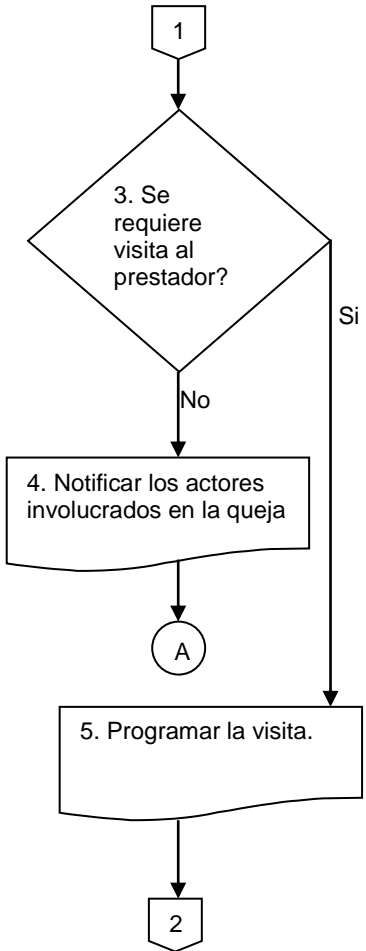 1
3. Se
requiere
visita al
prestador?
Si
No
4. Notificar los actores
involucrados en la queja
A
5. Programar la visita.
2